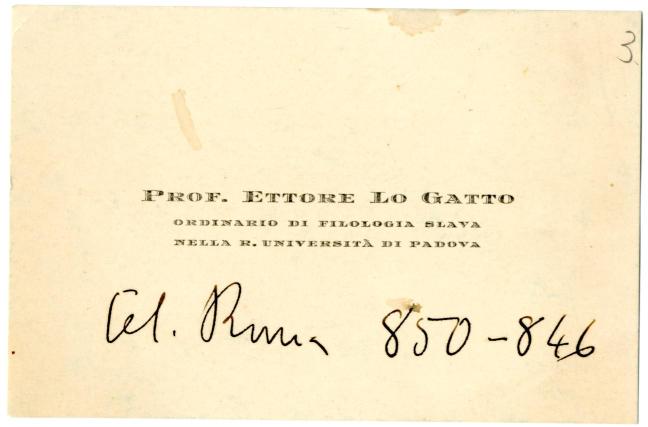 3
PROF. ETTORE LO GATTO
ORDINARIO DI FILOLOGIA SLAVA
NELLA R. UNIVERSITÀ DI PADOVA
Tel. Roma 850-846